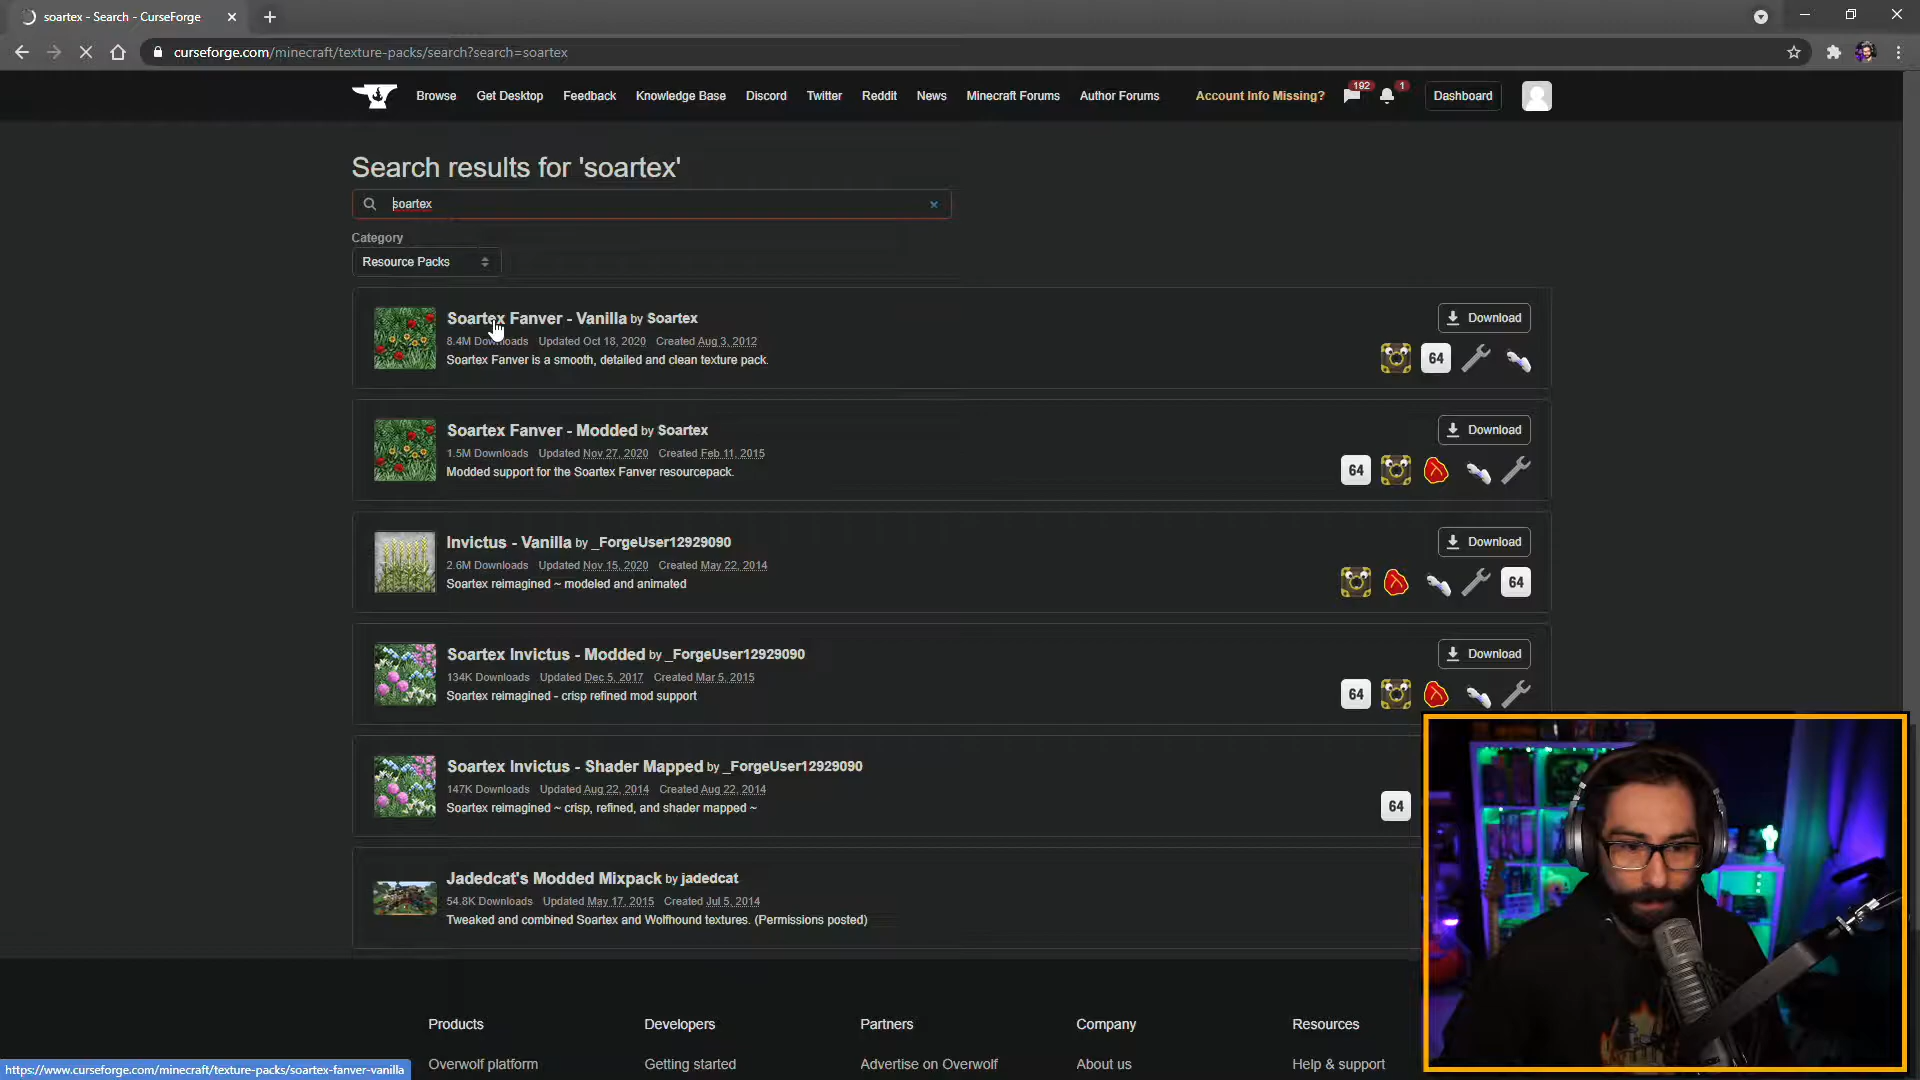 soartex - Search - CurseForge
curseforge.com/minecraft/texture-packs/search?search=soartex
Browse Get Desktop Feedback Knowledge Base Discord Twitter Reddit News Minecraft Forums Author Forums Account Info Missing? 192 1 Dashboard
Search results for 'soartex'
soartex
Category
Resource Packs
Soartex Fanver - Vanilla by Soartex
Download
8.4M Downloads Updated Oct 18, 2020 Created Aug 3, 2012
Soartex Fanver is a smooth, detailed and clean texture pack.
64
Soartex Fanver - Modded by Soartex
Download
1.5M Downloads Updated Nov 27, 2020 Created Feb 11, 2015
Modded support for the Soartex Fanver resourcepack.
64
Invictus - Vanilla by _ForgeUser12929090
Download
2.6M Downloads Updated Nov 15, 2020 Created May 22, 2014
Soartex reimagined ~ modeled and animated
64
Soartex Invictus - Modded by _ForgeUser12929090
Download
134K Downloads Updated Dec 5, 2017 Created Mar 5, 2015
Soartex reimagined - crisp refined mod support
64
Soartex Invictus - Shader Mapped by _ForgeUser12929090
147K Downloads Updated Aug 22, 2014 Created Aug 22, 2014
Soartex reimagined ~ crisp, refined, and shader mapped ~
64
Jadedcat's Modded Mixpack by jadedcat
54.8K Downloads Updated May 17, 2015 Created Jul 5, 2014
Tweaked and combined Soartex and Wolfhound textures. (Permissions posted)
Products Developers Partners Company Resources
Overwolf platform Getting started Advertise on Overwolf About us Help & support
https://www.curseforge.com/minecraft/texture-packs/soartex-fanver-vanilla